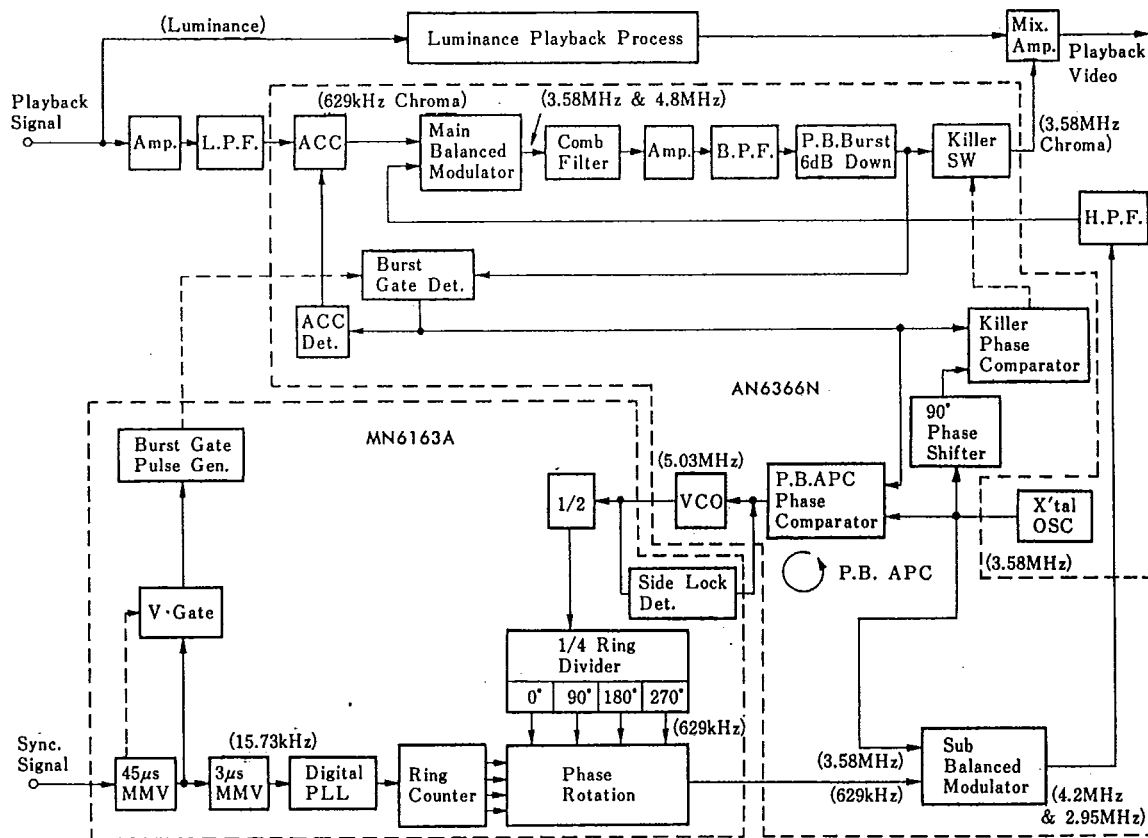 (Luminance)
Luminance Playback Process
Mix.
Amp.
Playback
Video
Playback
Signal
Amp.
L.P.F.
(629kHz Chroma)
ACC
Main
Balanced
Modulator
(3.58MHz & 4.8MHz)
Comb
Filter
Amp.
B.P.F.
P.B.Burst
6dB Down
Killer
SW
(3.58MHz
Chroma)
H.P.F.
Burst
Gate Det.
ACC
Det.
Killer
Phase
Comparator
AN6366N
MN6163A
90°
Phase
Shifter
Burst Gate
Pulse Gen.
1/2
(5.03MHz)
VCO
P.B.APC
Phase
Comparator
X'tal
OSC
(3.58MHz)
P.B. APC
Side Lock
Det.
V·Gate
1/4 Ring
Divider
0° 90° 180° 270°
(629kHz)
Sync.
Signal
45μs
MMV
(15.73kHz)
3μs
MMV
Digital
PLL
Ring
Counter
Phase
Rotation
(3.58MHz)
(629kHz)
Sub
Balanced
Modulator
(4.2MHz
& 2.95MHz)